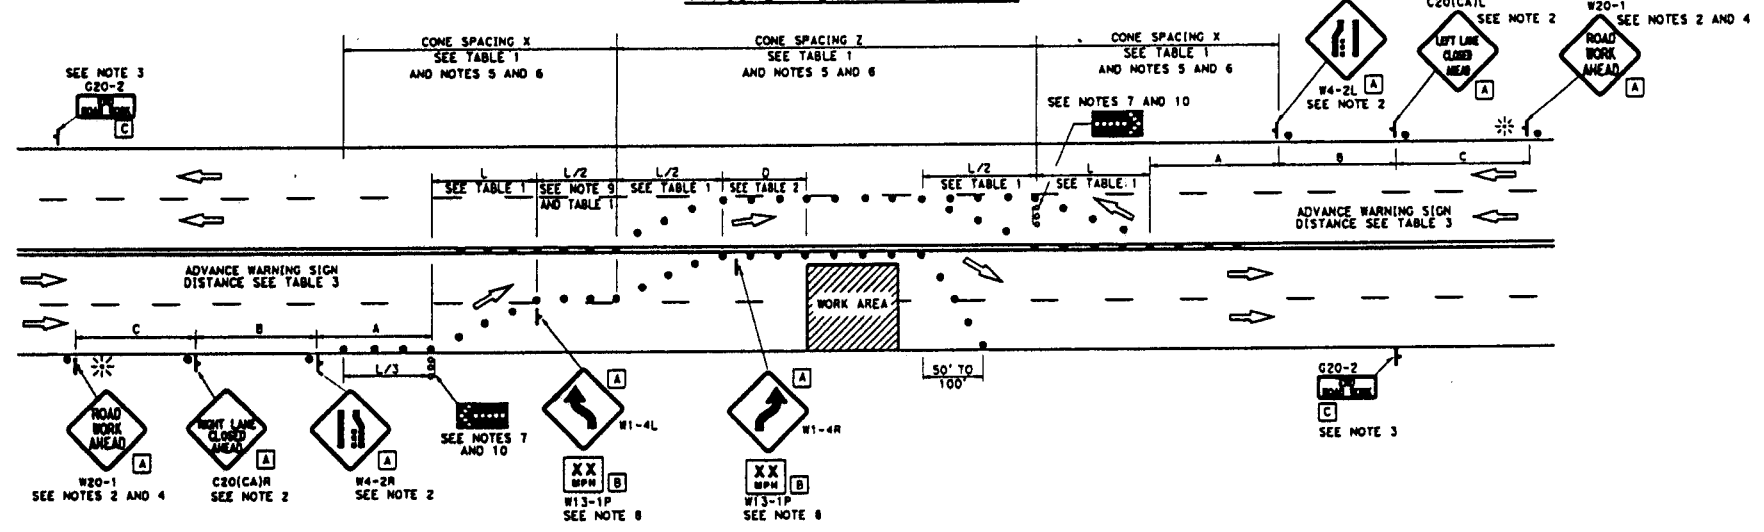 C20(CA)L
SEE NOTE 2
W20-1
SEE NOTES 2 AND 4
CONE SPACING X
SEE TABLE 1
AND NOTES 5 AND 6
CONE SPACING Z
SEE TABLE 1
AND NOTES 5 AND 6
CONE SPACING X
SEE TABLE 1
AND NOTES 5 AND 6
LEFT LANE
CLOSED
AHEAD
A
ROAD
WORK
AHEAD
A
W4-2L
A
SEE NOTE 2
SEE NOTE 3
G20-2
END
ROAD WORK
C
SEE NOTES 7 AND 10
A
B
C
L
SEE TABLE 1
L/2
SEE NOTE 9
AND TABLE 1
L/2
SEE TABLE 1
D
SEE TABLE 2
L/2
SEE TABLE 1
L
SEE TABLE 1
ADVANCE WARNING SIGN
DISTANCE SEE TABLE 3
ADVANCE WARNING SIGN
DISTANCE SEE TABLE 3
WORK AREA
C
B
A
L/3
50' TO
100'
G20-2
END
ROAD WORK
C
SEE NOTE 3
ROAD
WORK
AHEAD
A
W20-1
SEE NOTES 2 AND 4
RIGHT LANE
CLOSED
AHEAD
A
C20(CA)R
SEE NOTE 2
A
W4-2R
SEE NOTE 2
SEE NOTES 7
AND 10
A
W1-4L
XX
MPH
B
W13-1P
SEE NOTE 8
A
W1-4R
XX
MPH
B
W13-1P
SEE NOTE 8